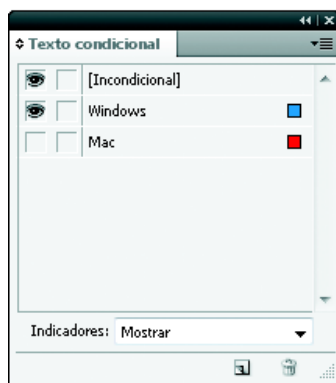 Texto condicional
[Incondicional]
Windows
Mac
Indicadores: Mostrar